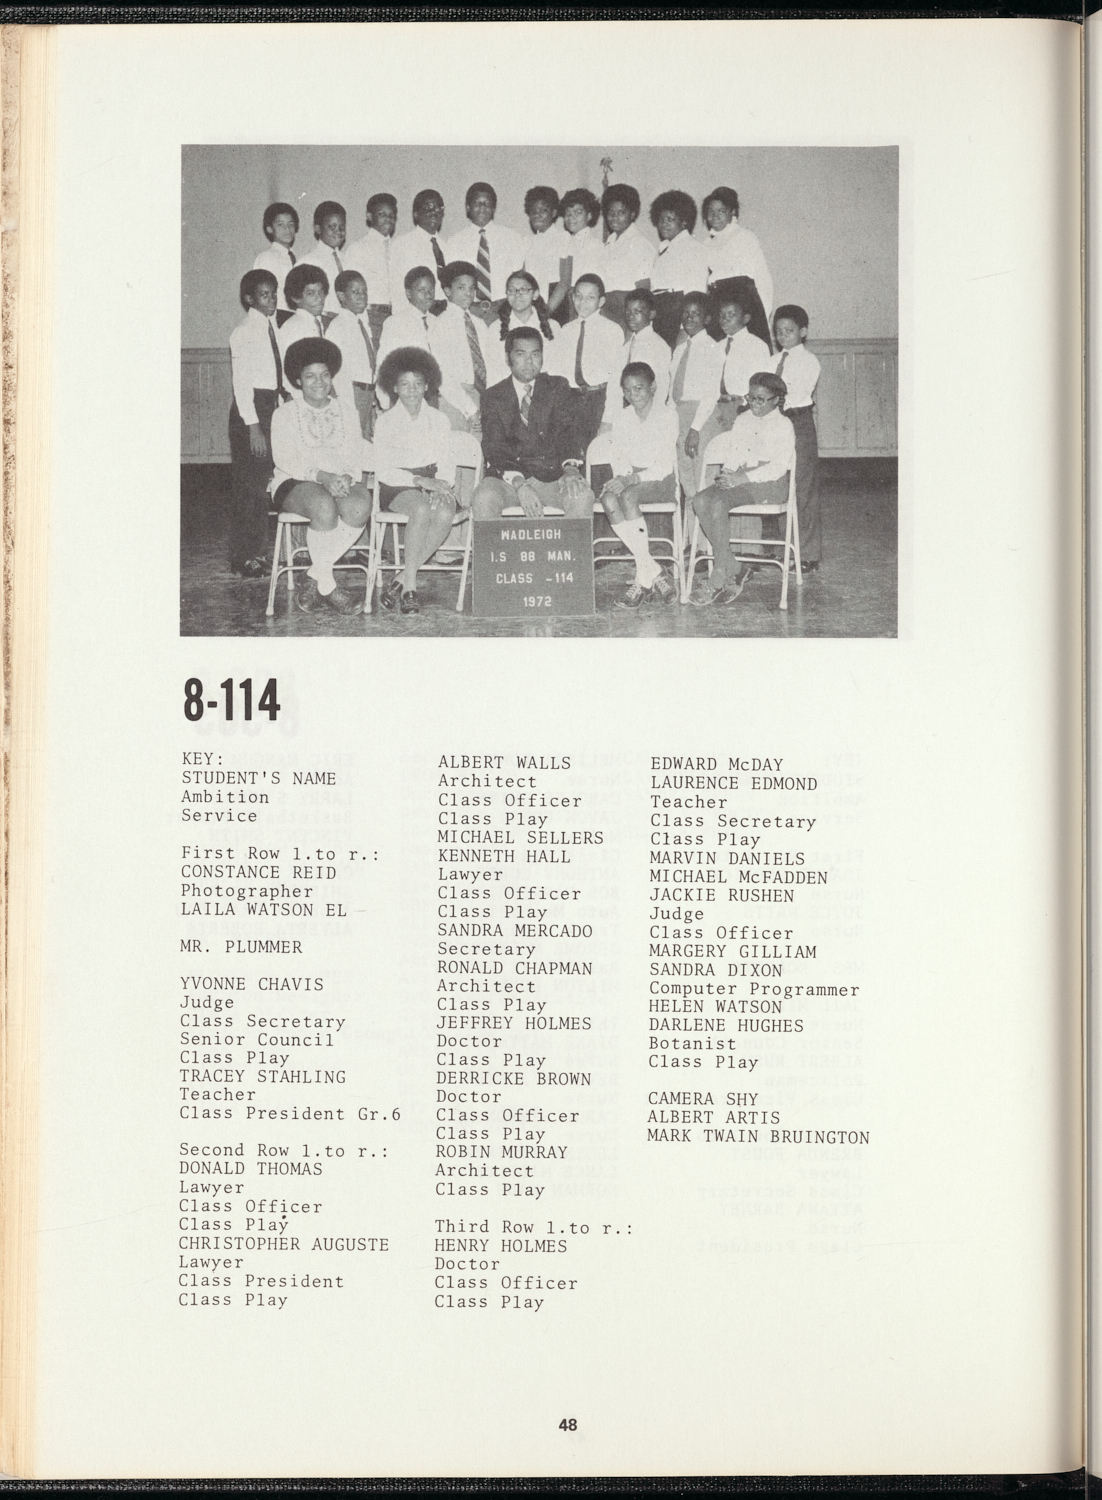 WADLEIGH
I.S 88 MAN.
CLASS -114
1972
8-114
KEY:
STUDENT'S NAME
Ambition
Service
First Row l.to r.:
CONSTANCE REID
Photographer
LAILA WATSON EL
MR. PLUMMER
YVONNE CHAVIS
Judge
Class Secretary
Senior Council
Class Play
TRACEY STAHLING
Teacher
Class President Gr.6
Second Row l.to r.:
DONALD THOMAS
Lawyer
Class Officer
Class Play
CHRISTOPHER AUGUSTE
Lawyer
Class President
Class Play
ALBERT WALLS
Architect
Class Officer
Class Play
MICHAEL SELLERS
KENNETH HALL
Lawyer
Class Officer
Class Play
SANDRA MERCADO
Secretary
RONALD CHAPMAN
Architect
Class Play
JEFFREY HOLMES
Doctor
Class Play
DERRICKE BROWN
Doctor
Class Officer
Class Play
ROBIN MURRAY
Architect
Class Play
Third Row l.to r.:
HENRY HOLMES
Doctor
Class Officer
Class Play
EDWARD McDAY
LAURENCE EDMOND
Teacher
Class Secretary
Class Play
MARVIN DANIELS
MICHAEL McFADDEN
JACKIE RUSHEN
Judge
Class Officer
MARGERY GILLIAM
SANDRA DIXON
Computer Programmer
HELEN WATSON
DARLENE HUGHES
Botanist
Class Play
CAMERA SHY
ALBERT ARTIS
MARK TWAIN BRUINGTON
48